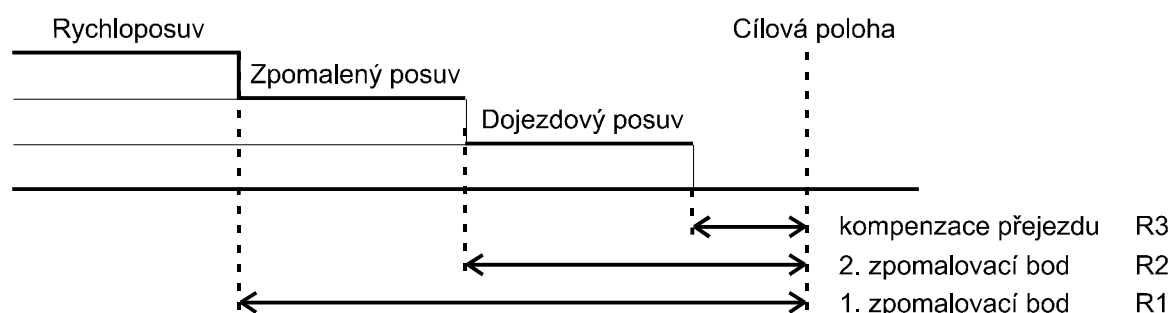 Rychloposuv
Cílová poloha
Zpomalený posuv
Dojezdový posuv
kompenzace přejezdu R3
2. zpomalovací bod R2
1. zpomalovací bod R1